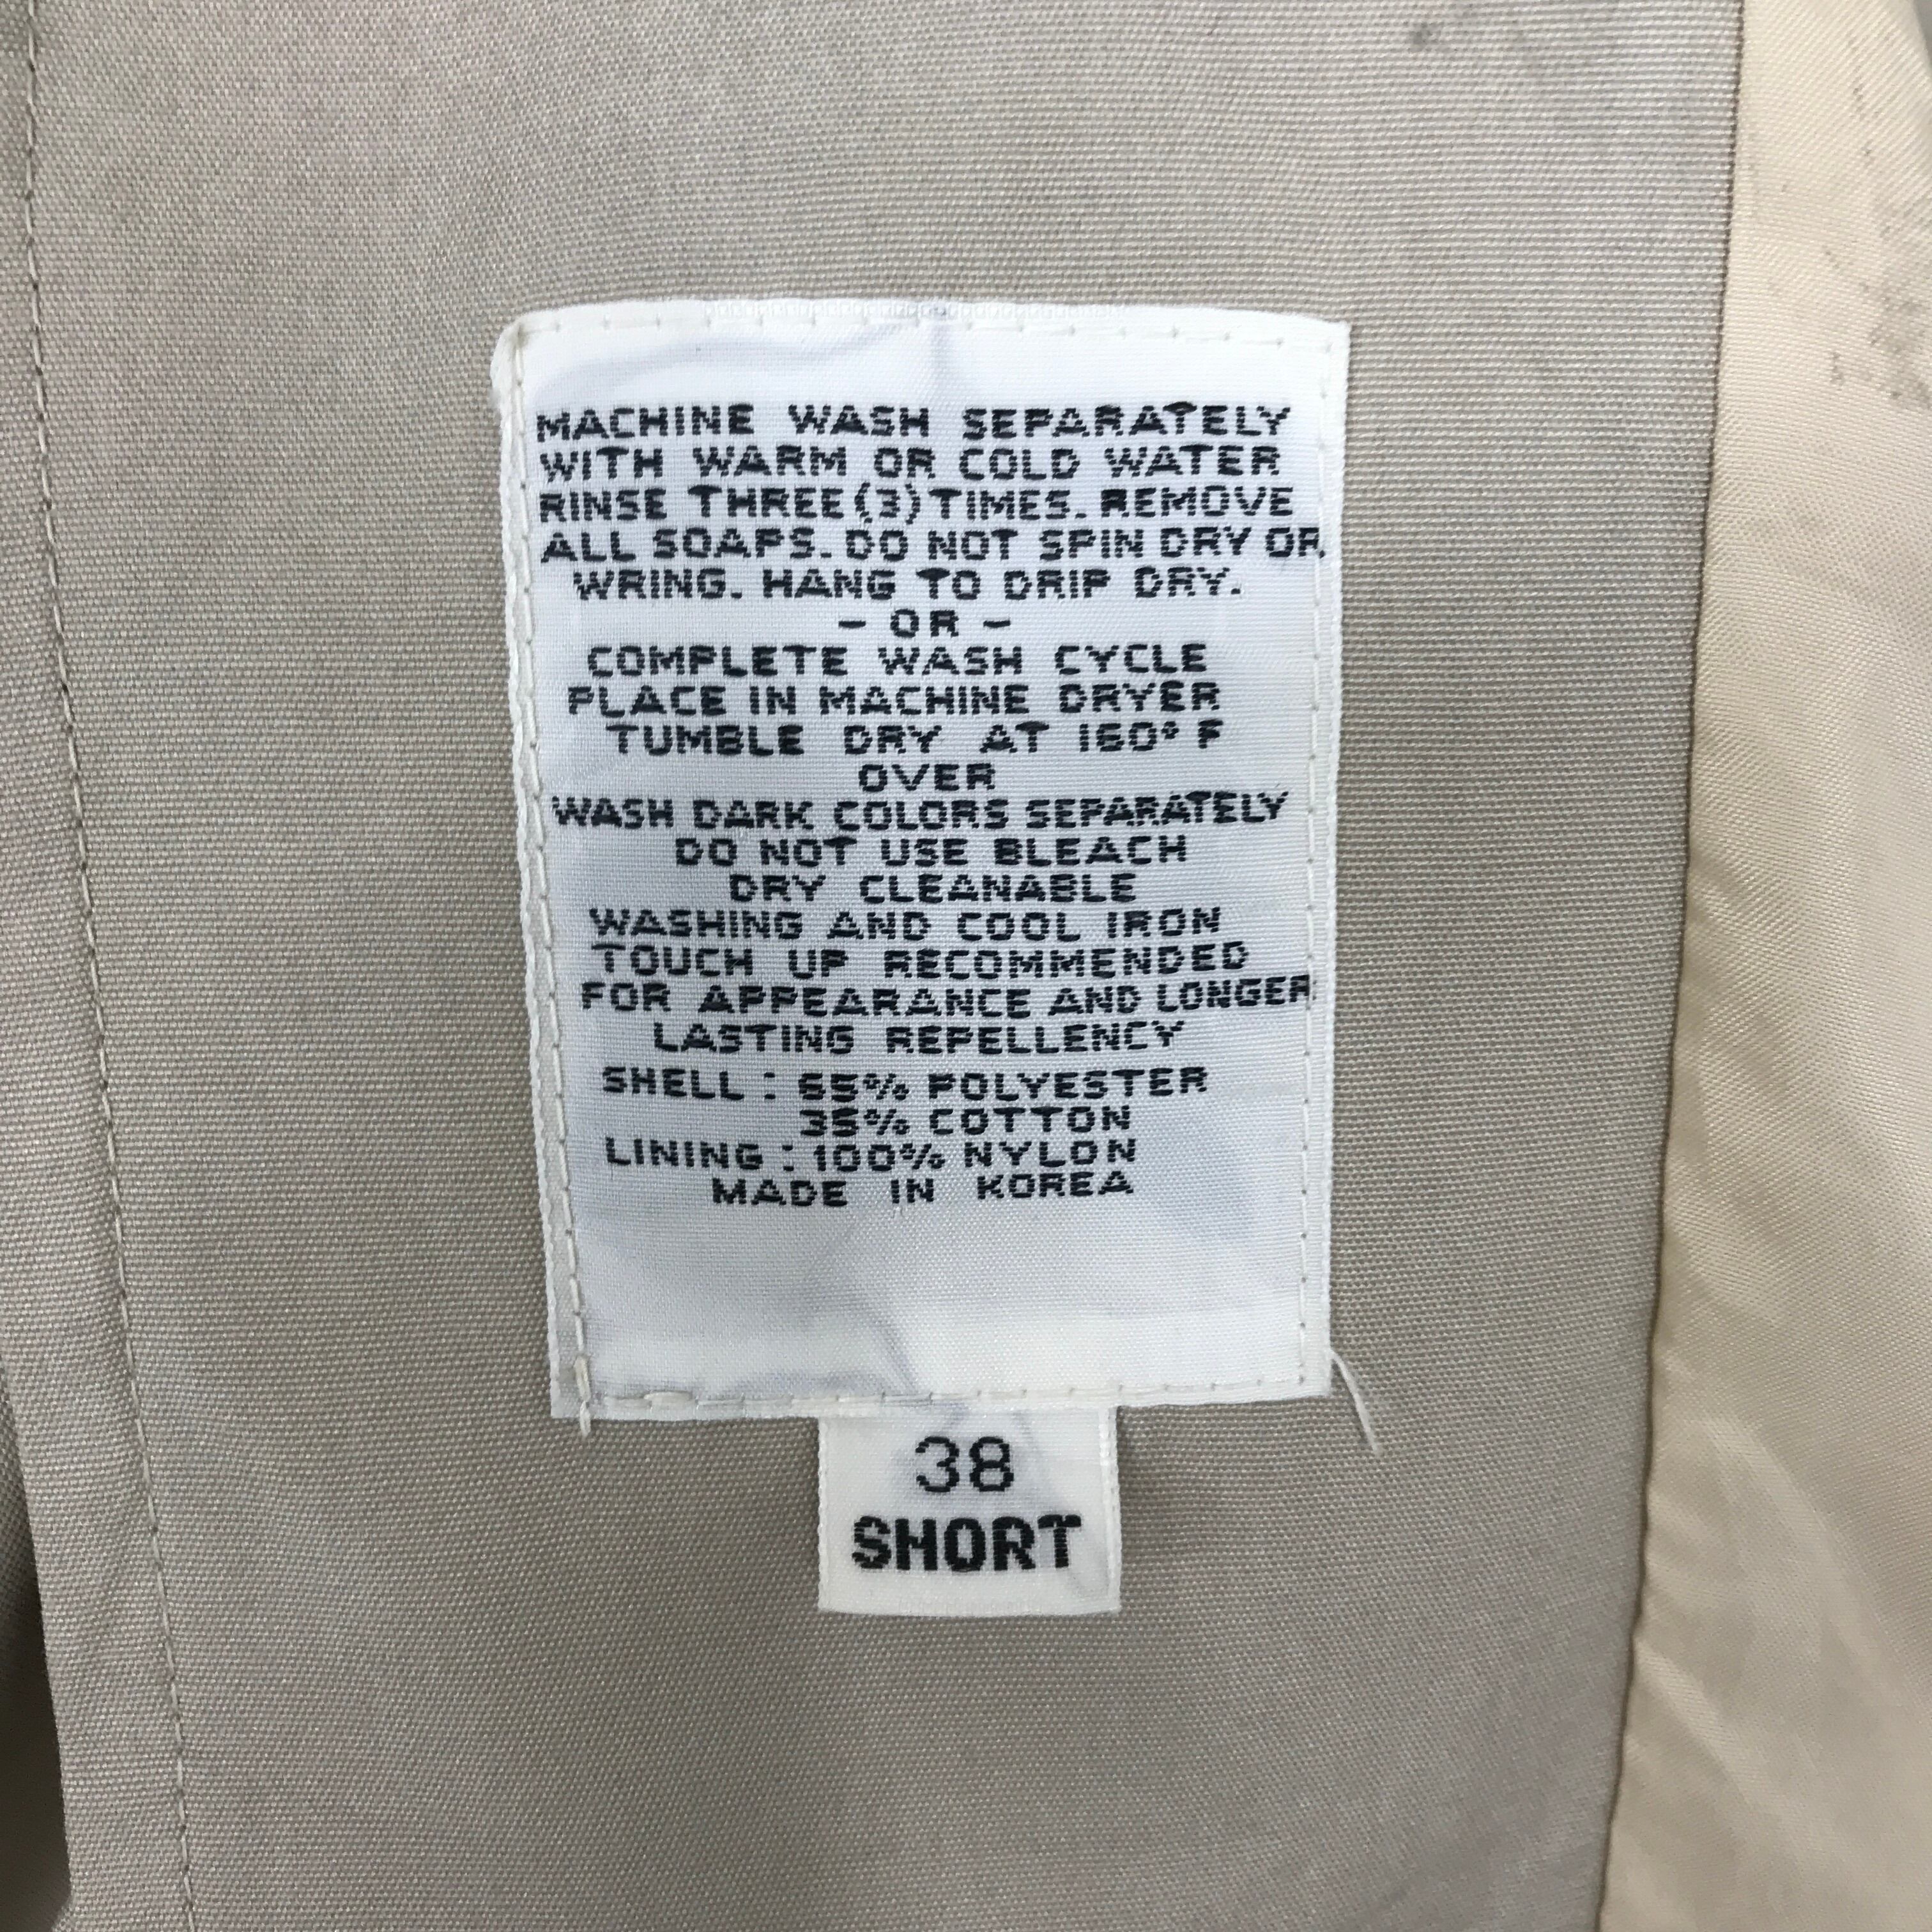 MACHINE WASH SEPARATELY
WITH WARM OR COLD WATER
RINSE THREE (3) TIMES. REMOVE
ALL SOAPS. DO NOT SPIN DRY OR
WRING. HANG TO DRIP DRY.
- OR -
COMPLETE WASH CYCLE
PLACE IN MACHINE DRYER
TUMBLE DRY AT 160° F
OVER
WASH DARK COLORS SEPARATELY
DO NOT USE BLEACH
DRY CLEANABLE
WASHING AND COOL IRON
TOUCH UP RECOMMENDED
FOR APPEARANCE AND LONGER
LASTING REPELLENCY
SHELL : 65% POLYESTER
35% COTTON
LINING : 100% NYLON
MADE IN KOREA
38
SHORT